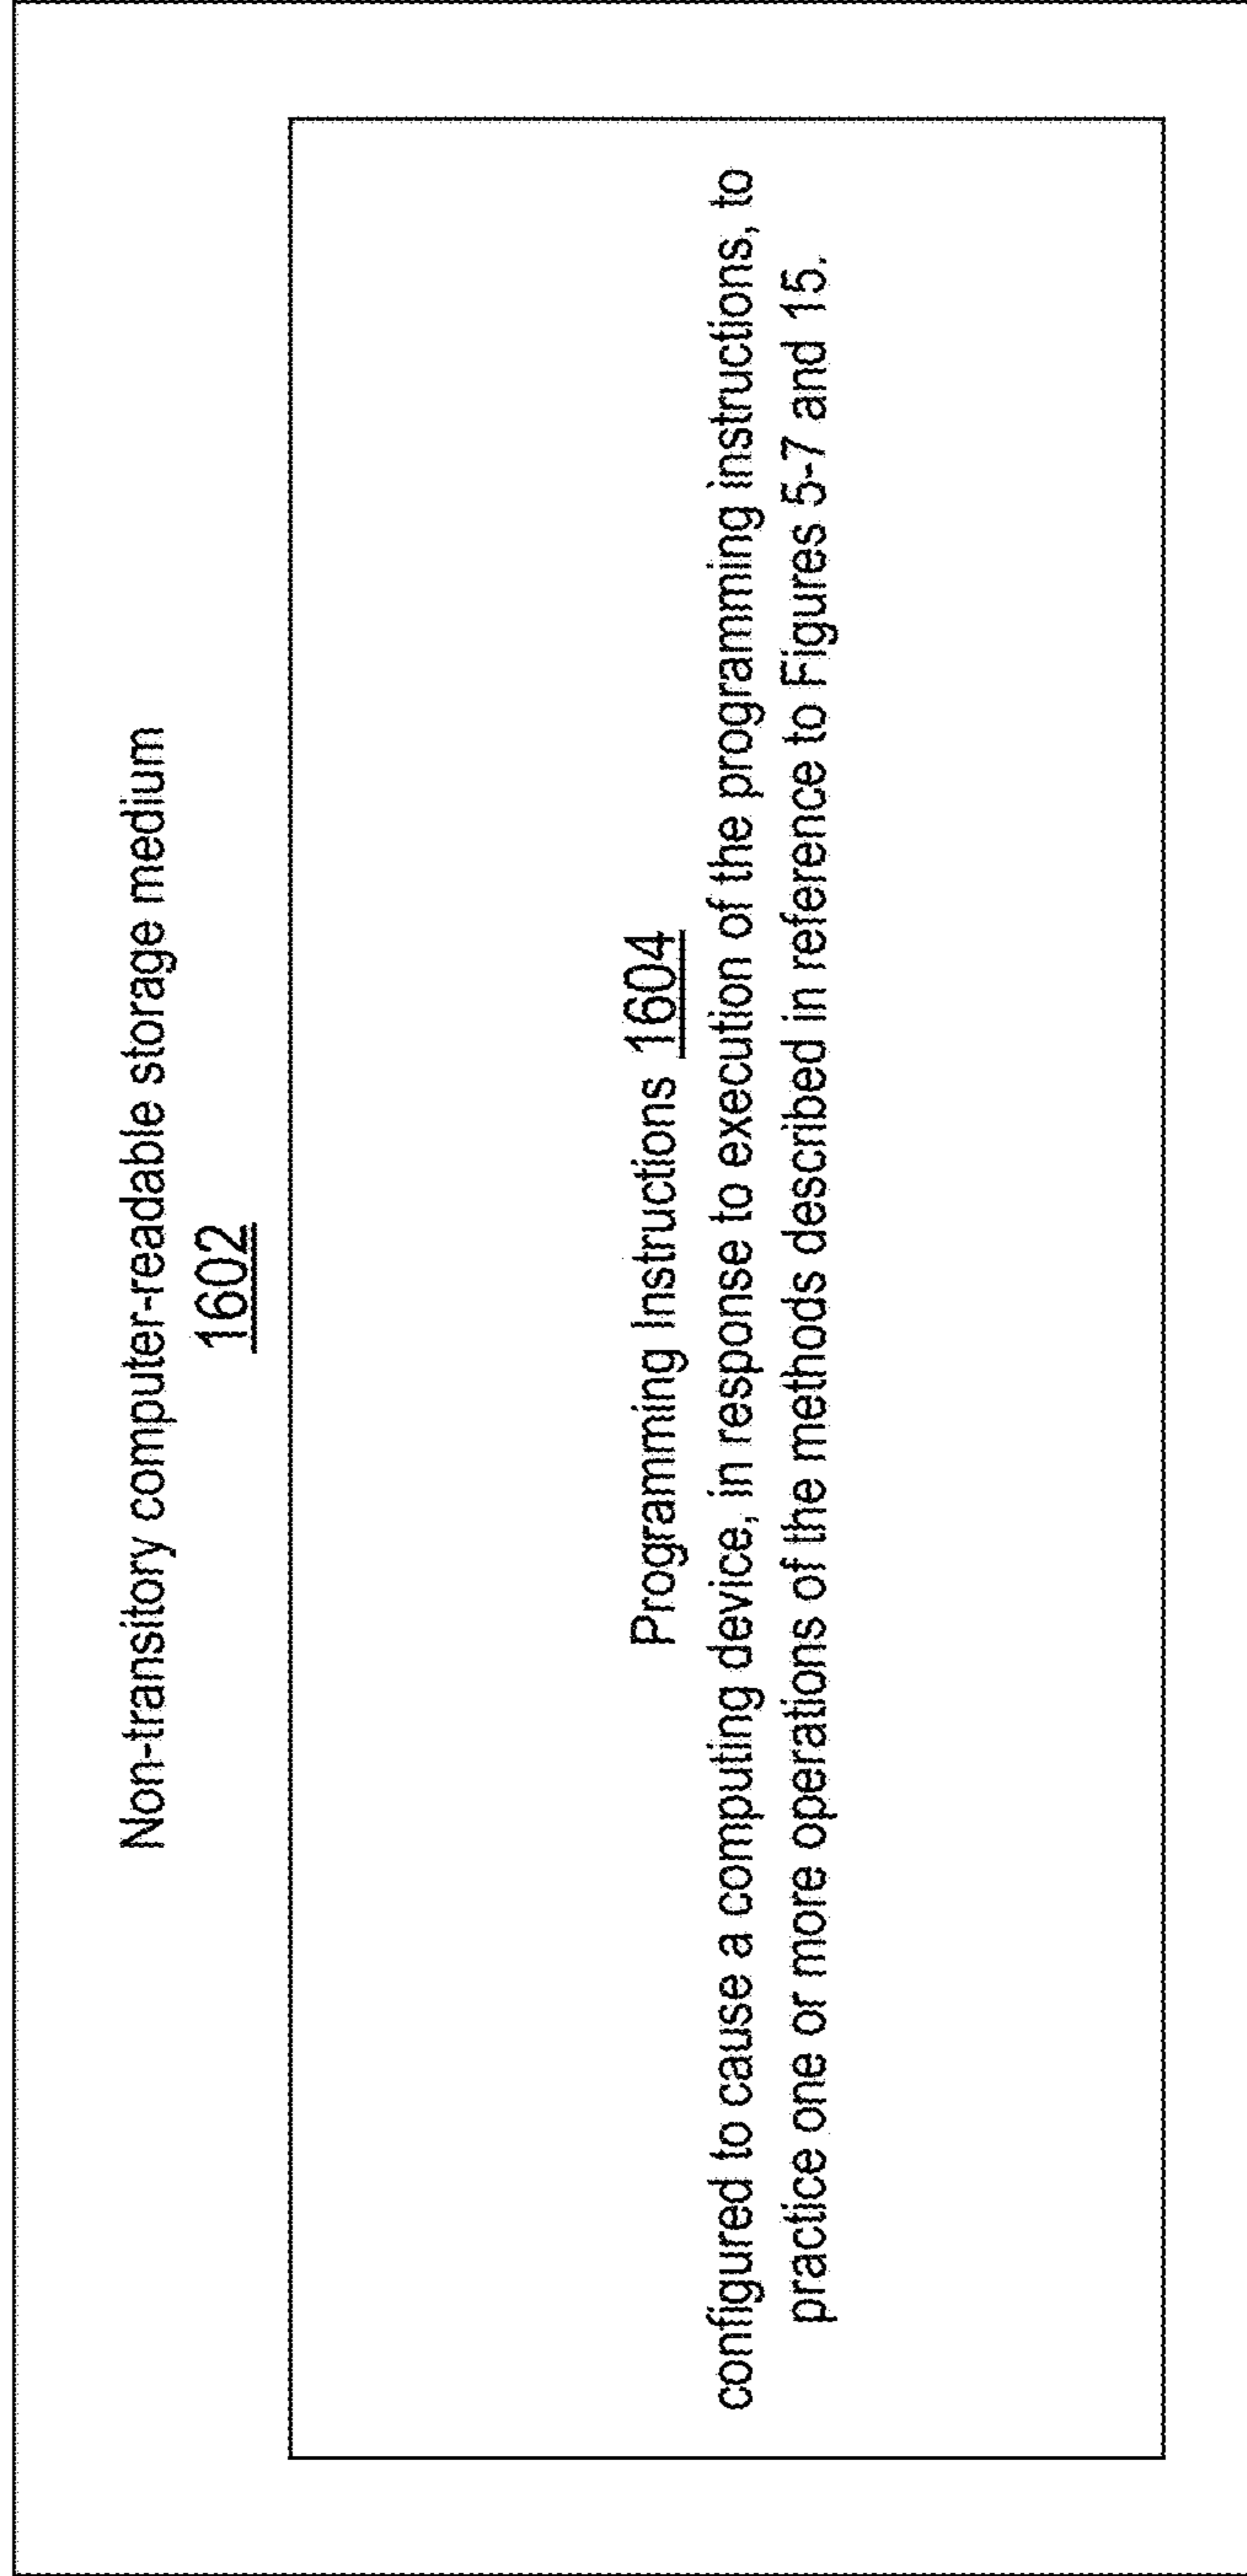 Non-transitory computer-readable storage medium
1602
Programming Instructions 1604
configured to cause a computing device, in response to execution of the programming instructions, to
practice one or more operations of the methods described in reference to Figures 5-7 and 15.